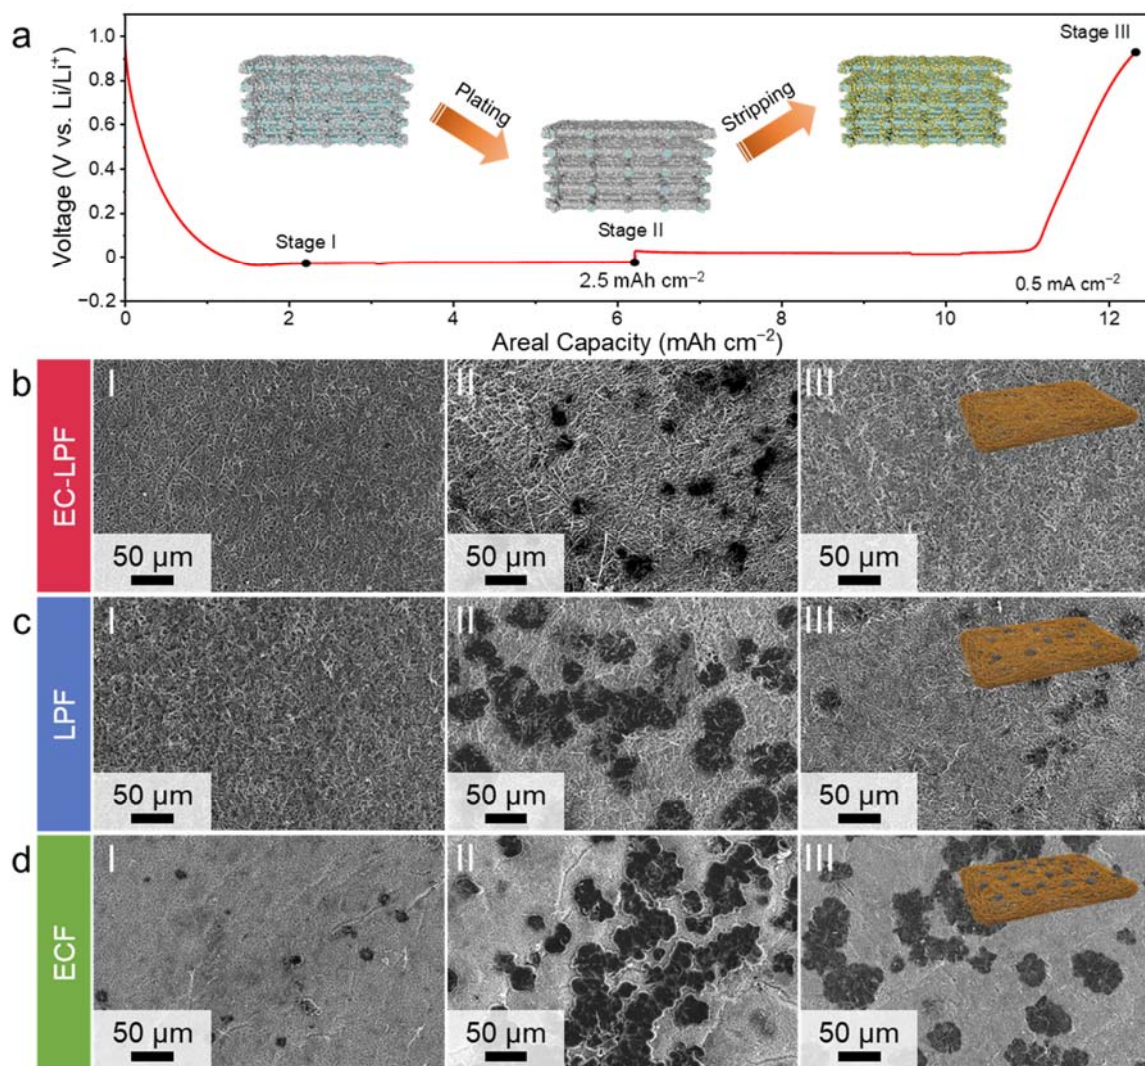 a
Voltage (V vs. Li/Li⁺)
1.0
0.8
0.6
0.4
0.2
0
−0.2
Plating
Stripping
Stage I
Stage II
Stage III
2.5 mAh cm⁻²
0.5 mA cm⁻²
0 2 4 6 8 10 12
Areal Capacity (mAh cm⁻²)
b
EC-LPF
I
50 µm
II
50 µm
III
50 µm
c
LPF
I
50 µm
II
50 µm
III
50 µm
d
ECF
I
50 µm
II
50 µm
III
50 µm